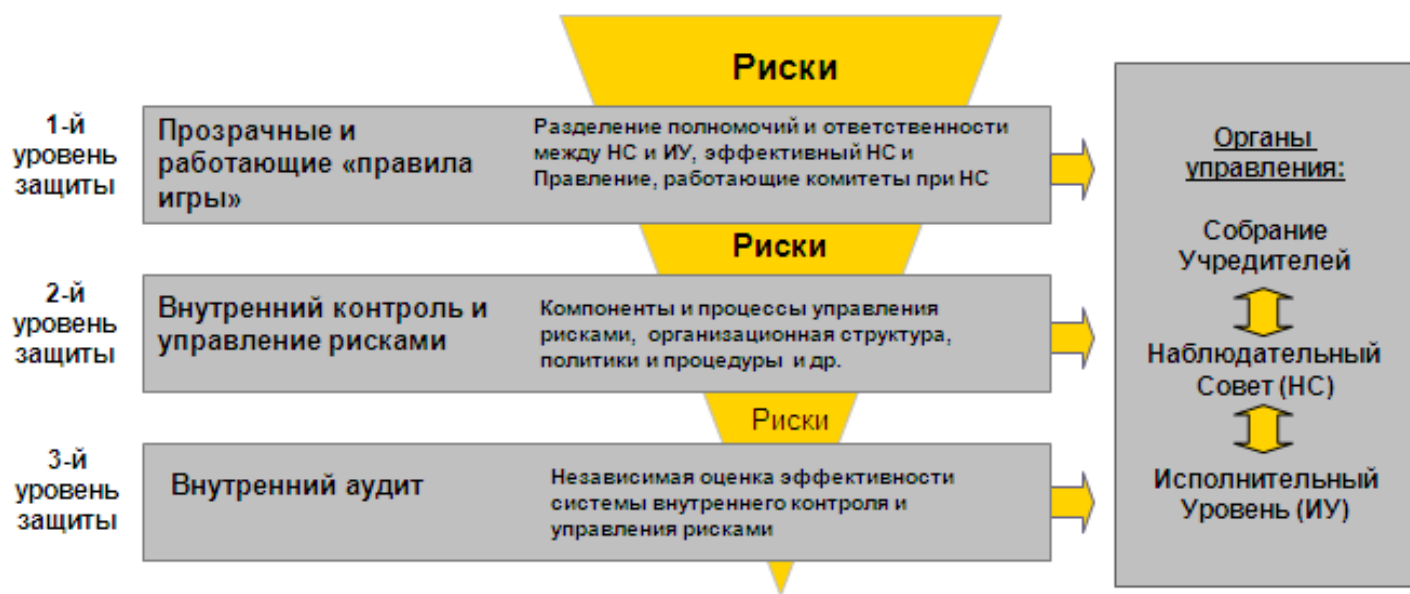 Риски
1-й
уровень
защиты
Прозрачные и
работающие «правила
игры»
Разделение полномочий и ответственности
между НС и ИУ, эффективный НС и
Правление, работающие комитеты при НС
Риски
2-й
уровень
защиты
Внутренний контроль и
управление рисками
Компоненты и процессы управления
рисками, организационная структура,
политики и процедуры и др.
Риски
3-й
уровень
защиты
Внутренний аудит
Независимая оценка эффективности
системы внутреннего контроля и
управления рисками
Органы
управления:
Собрание
Учредителей
Наблюдательный
Совет (НС)
Исполнительный
Уровень (ИУ)